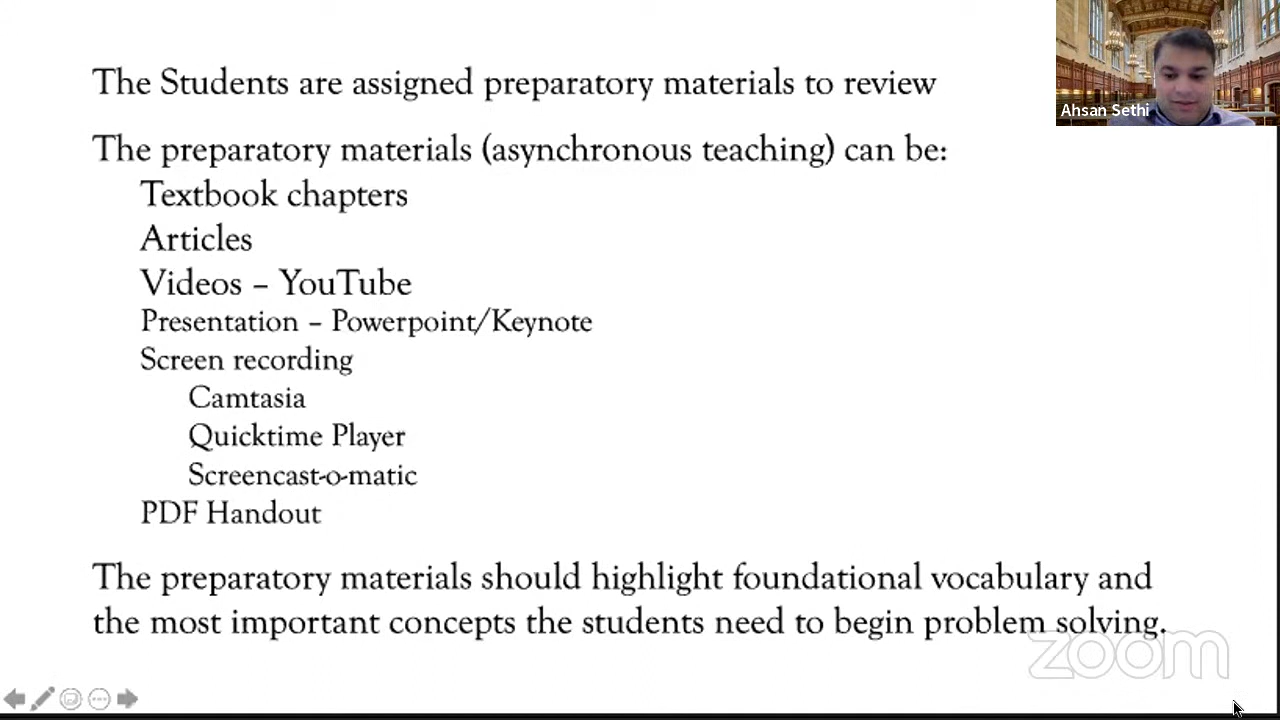 The Students are assigned preparatory materials to review
Ahsan Sethi
The preparatory materials (asynchronous teaching) can be:
Textbook chapters
Articles
Videos – YouTube
Presentation – Powerpoint/Keynote
Screen recording
Camtasia
Quicktime Player
Screencast-o-matic
PDF Handout
The preparatory materials should highlight foundational vocabulary and
the most important concepts the students need to begin problem solving.
zoom